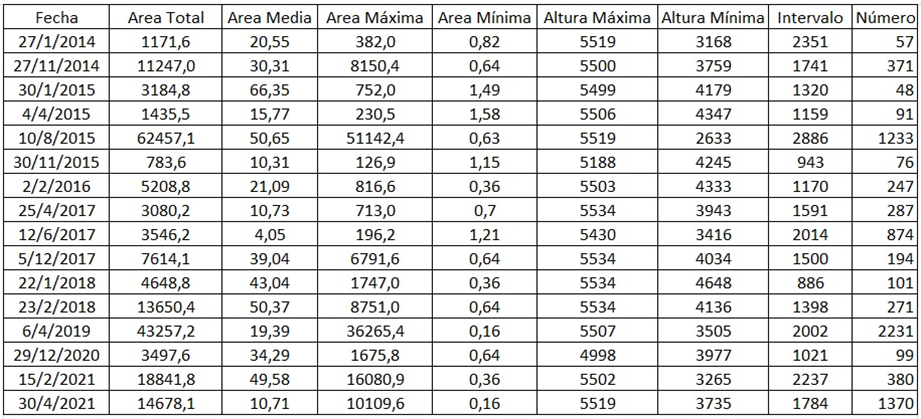 Fecha Area Total Area Media Area Máxima Area Mínima Altura Máxima Altura Mínima Intervalo Número
27/1/2014 1171,6 20,55 382,0 0,82 5519 3168 2351 57
27/11/2014 11247,0 30,31 8150,4 0,64 5500 3759 1741 371
30/1/2015 3184,8 66,35 752,0 1,49 5499 4179 1320 48
4/4/2015 1435,5 15,77 230,5 1,58 5506 4347 1159 91
10/8/2015 62457,1 50,65 51142,4 0,63 5519 2633 2886 1233
30/11/2015 783,6 10,31 126,9 1,15 5188 4245 943 76
2/2/2016 5208,8 21,09 816,6 0,36 5503 4333 1170 247
25/4/2017 3080,2 10,73 713,0 0,7 5534 3943 1591 287
12/6/2017 3546,2 4,05 196,2 1,21 5430 3416 2014 874
5/12/2017 7614,1 39,04 6791,6 0,64 5534 4034 1500 194
22/1/2018 4648,8 43,04 1747,0 0,36 5534 4648 886 101
23/2/2018 13650,4 50,37 8751,0 0,64 5534 4136 1398 271
6/4/2019 43257,2 19,39 36265,4 0,16 5507 3505 2002 2231
29/12/2020 3497,6 34,29 1675,8 0,64 4998 3977 1021 99
15/2/2021 18841,8 49,58 16080,9 0,36 5502 3265 2237 380
30/4/2021 14678,1 10,71 10109,6 0,16 5519 3735 1784 1370